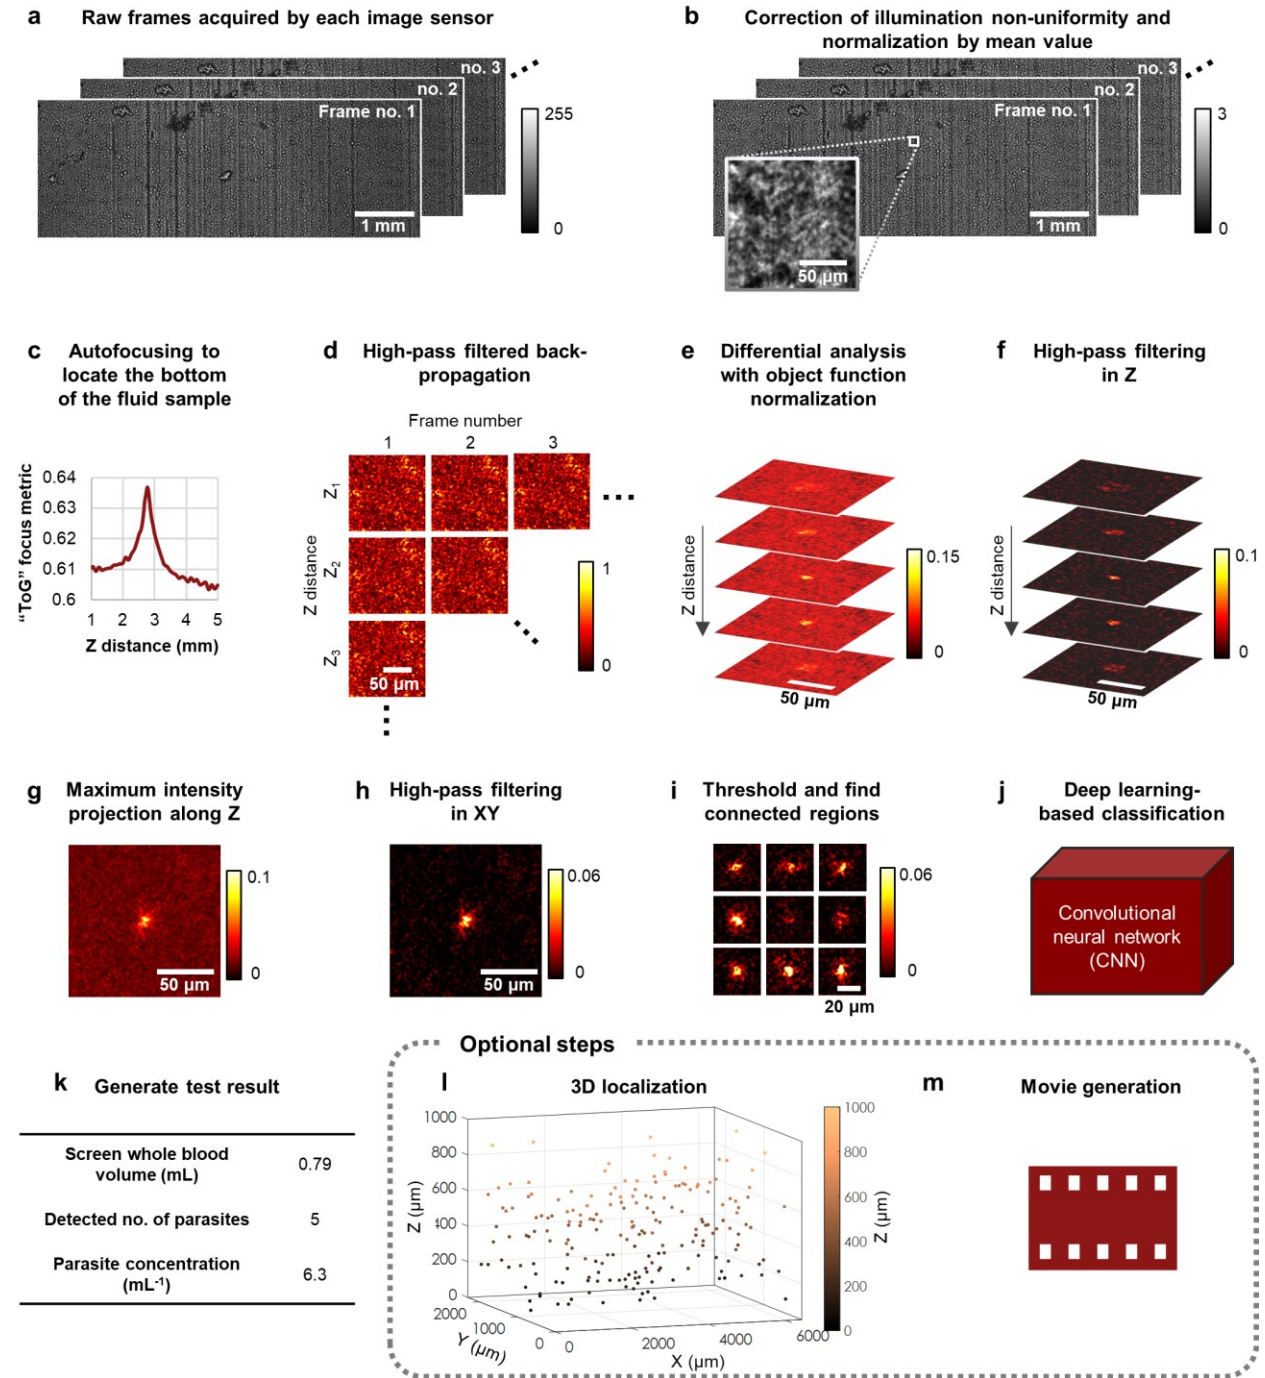 a Raw frames acquired by each image sensor
no. 3
no. 2
Frame no. 1
1 mm
255
0
b Correction of illumination non-uniformity and
normalization by mean value
no. 3
no. 2
Frame no. 1
50 µm
3
0
c Autofocusing to
locate the bottom
of the fluid sample
"ToG" focus metric
0.64
0.63
0.62
0.61
0.6
1 2 3 4 5
Z distance (mm)
d High-pass filtered back-
propagation
Frame number
1 2 3
Z distance
Z1
Z2
Z3
50 µm
1
0
e Differential analysis
with object function
normalization
Z distance
50 µm
0.15
0
f High-pass filtering
in Z
Z distance
50 µm
0.1
0
g Maximum intensity
projection along Z
50 µm
0.1
0
h High-pass filtering
in XY
50 µm
0.06
0
i Threshold and find
connected regions
20 µm
0.06
0
j Deep learning-
based classification
Convolutional
neural network
(CNN)
k Generate test result
Screen whole blood
volume (mL)
0.79
Detected no. of parasites
5
Parasite concentration
(mL-1)
6.3
Optional steps
l 3D localization
Z (µm)
1000
800
600
400
200
0
2000
1000
0
Y (µm)
0 2000 4000 6000
X (µm)
1000
800
600
400
200
0
Z (µm)
m Movie generation